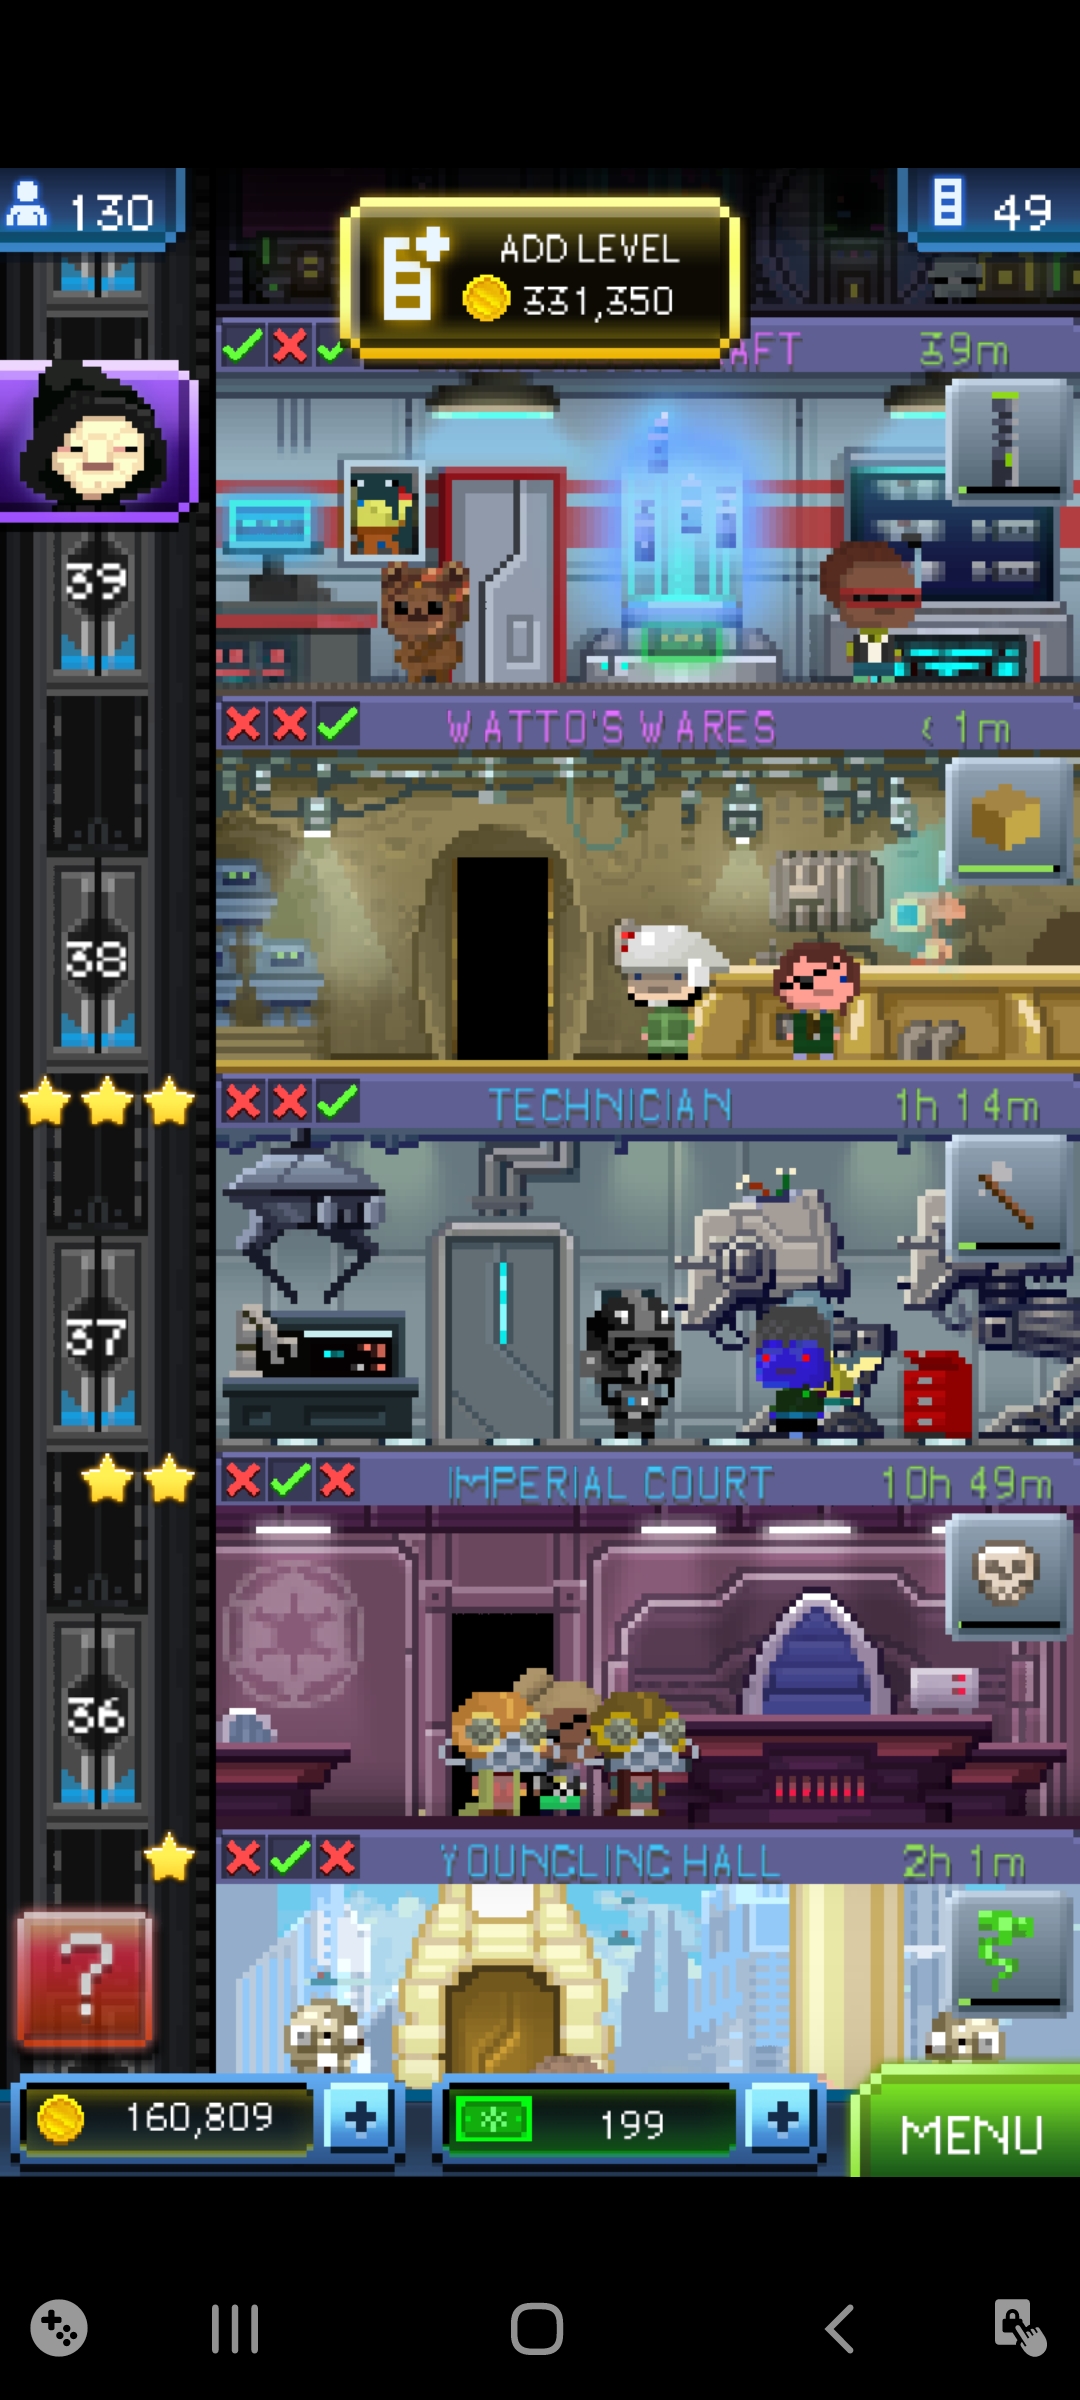 130
49
ADD LEVEL
331,350
39m
39
WATTO'S WARES
< 1m
38
TECHNICIAN
1h 14m
37
IMPERIAL COURT
10h 49m
36
YOUNGLING HALL
2h 1m
?
160,809
+
199
+
MENU